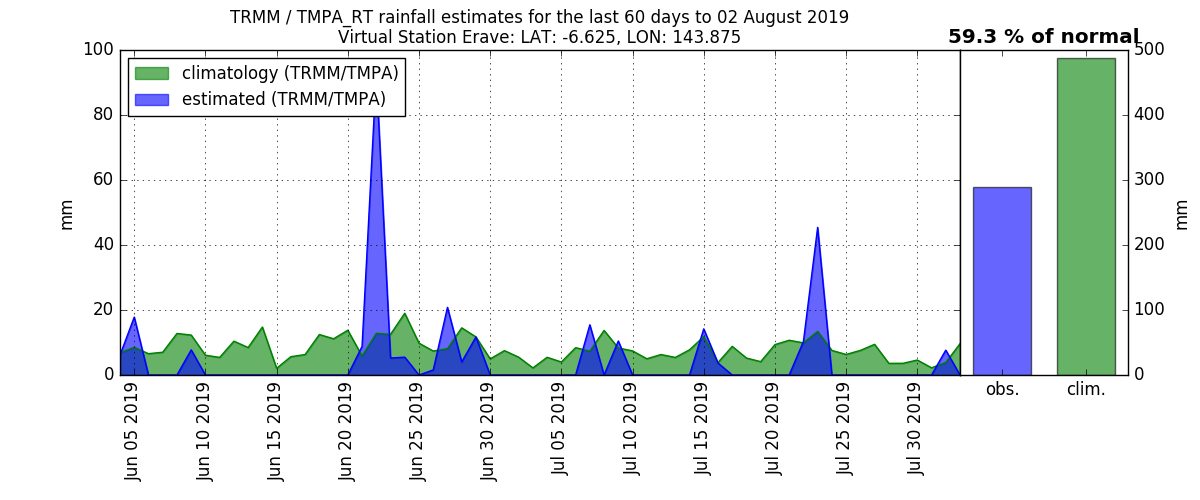 TRMM / TMPA_RT rainfall estimates for the last 60 days to 02 August 2019
Virtual Station Erave: LAT: -6.625, LON: 143.875
59.3 % of normal
climatology (TRMM/TMPA)
estimated (TRMM/TMPA)
100
80
60
40
20
0
mm
500
400
300
200
100
0
mm
Jun 05 2019
Jun 10 2019
Jun 15 2019
Jun 20 2019
Jun 25 2019
Jun 30 2019
Jul 05 2019
Jul 10 2019
Jul 15 2019
Jul 20 2019
Jul 25 2019
Jul 30 2019
obs.
clim.